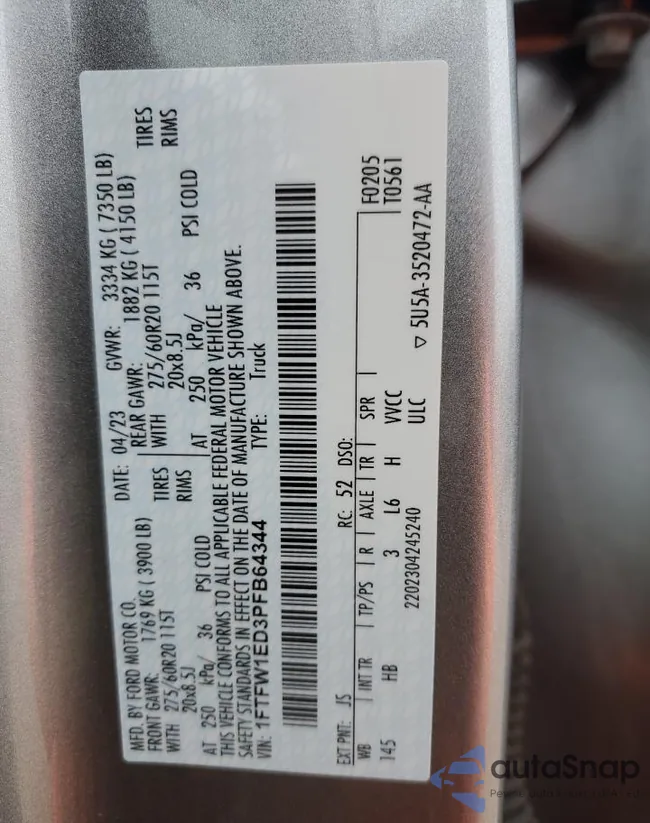 MFD. BY FORD MOTOR CO.
DATE: 04/23 GVWR: 3334 KG ( 7350 LB)
FRONT GAWR: 1769 KG ( 3900 LB) REAR GAWR: 1882 KG ( 4150 LB)
WITH 275/60R20 115T TIRES WITH 275/60R20 115T TIRES
20x8.5J RIMS 20x8.5J RIMS
AT 250 kPa/ 36 PSI COLD AT 250 kPa/ 36 PSI COLD
THIS VEHICLE CONFORMS TO ALL APPLICABLE FEDERAL MOTOR VEHICLE
SAFETY STANDARDS IN EFFECT ON THE DATE OF MANUFACTURE SHOWN ABOVE.
VIN: 1FTFW1ED3PFB64344 TYPE: Truck
EXT PNT: JS RC: 52 DSO: F0205
WB INT TR TP/PS R AXLE TR SPR T0561
145 HB 3 L6 H VVCC
2202304245240 ULC ▽ 5U5A-3520472-AA
autoSnap